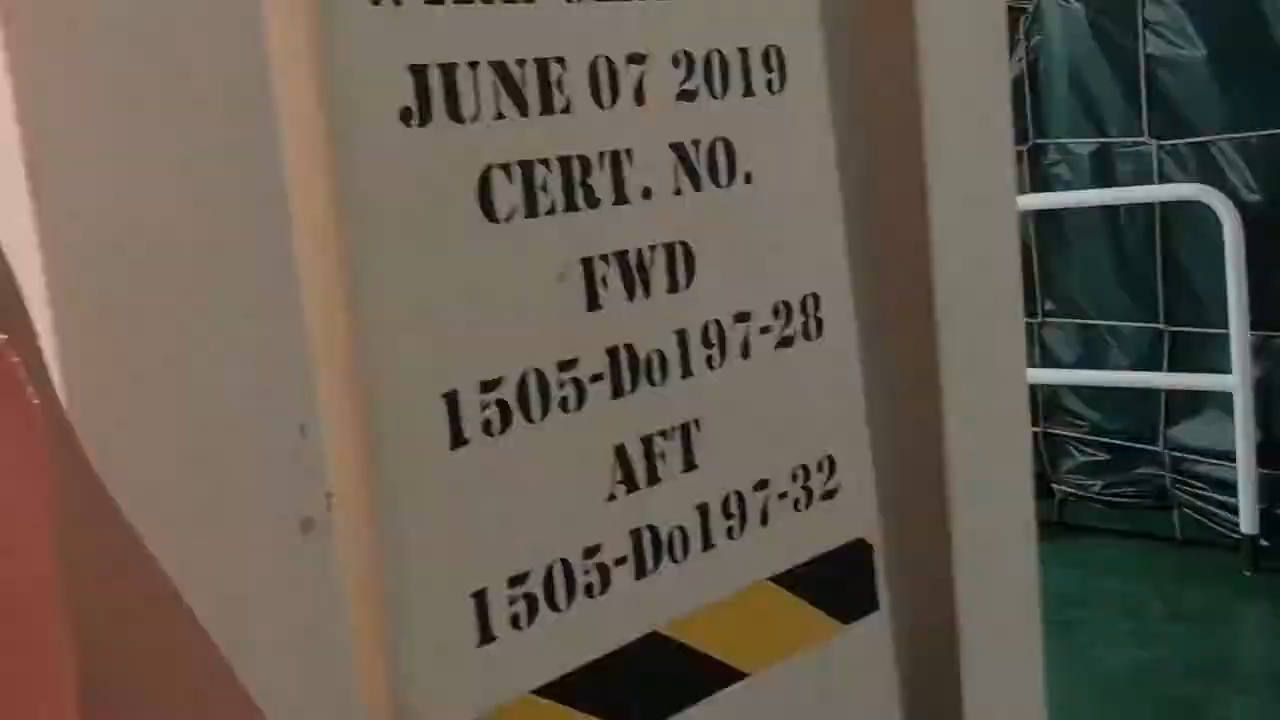 JUNE 07 2019
CERT. NO.
FWD
1505-Do197-28
AFT
1505-Do197-32